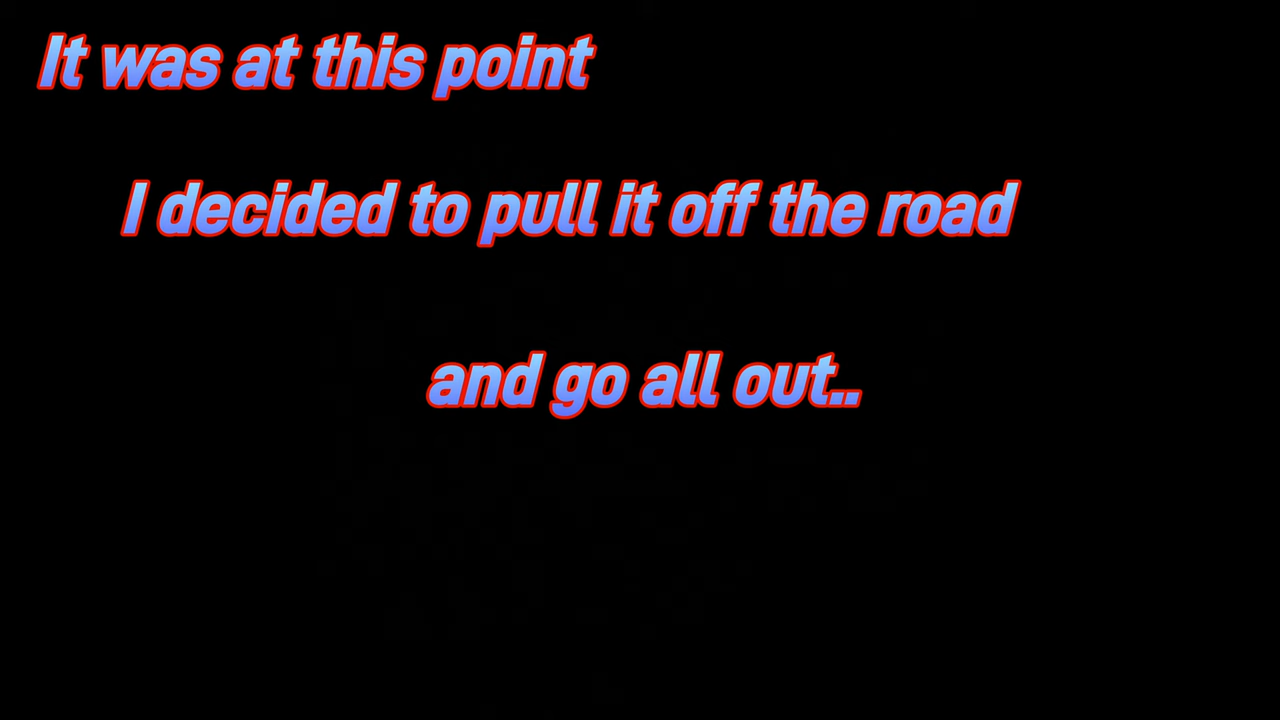 It was at this point
I decided to pull it off the road
and go all out..